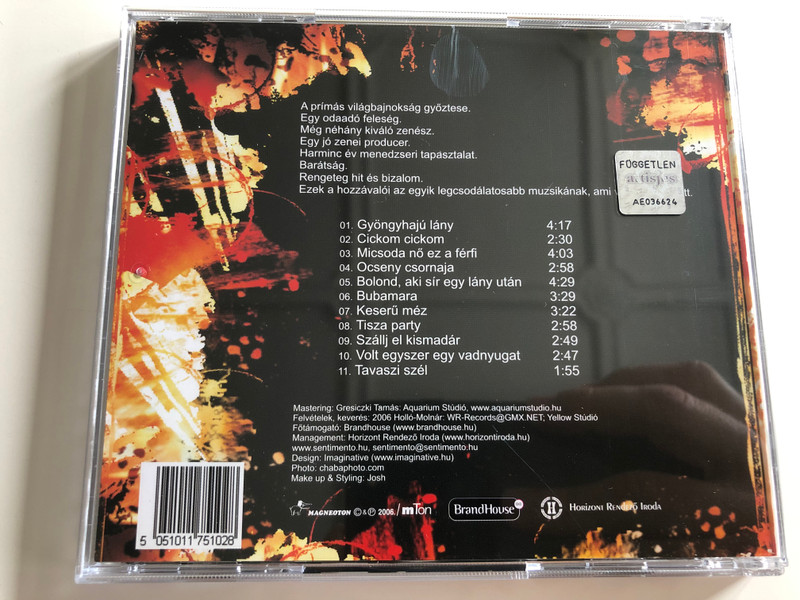 A prímás világbajnokság győztese.
Egy odaadó feleség.
Még néhány kiváló zenész.
Egy jó zenei producer.
Harminc év menedzseri tapasztalat.
Barátság.
Rengeteg hit és bizalom.
Ezek a hozzávalói az egyik legcsodálatosabb muzsikának, ami
FÜGGETLEN
artisjus
AE036624
01. Gyöngyhajú lány 4:17
02. Cickom cickom 2:30
03. Micsoda nő ez a férfi 4:03
04. Ocseny csornaja 2:58
05. Bolond, aki sír egy lány után 4:29
06. Bubamara 3:29
07. Keserű méz 3:22
08. Tisza party 2:58
09. Szállj el kismadár 2:49
10. Volt egyszer egy vadnyugat 2:47
11. Tavaszi szél 1:55
Mastering: Gresiczki Tamás: Aquarium Stúdió, www.aquariumstudio.hu
Felvételek, keverés: 2006 Holló-Molnár: WR-Records@GMX.NET; Yellow Stúdió
Főtámogató: Brandhouse (www.brandhouse.hu)
Management: Horizont Rendező Iroda (www.horizontiroda.hu)
www.sentimento.hu, sentimento@sentimento.hu
Design: Imaginative (www.imaginative.hu)
Photo: chabaphoto.com
Make up & Styling: Josh
MAGNEOTON ©&℗ 2006. / mTon BrandHouse H HORIZONT RENDEZŐ IRODA
5 051011 751028